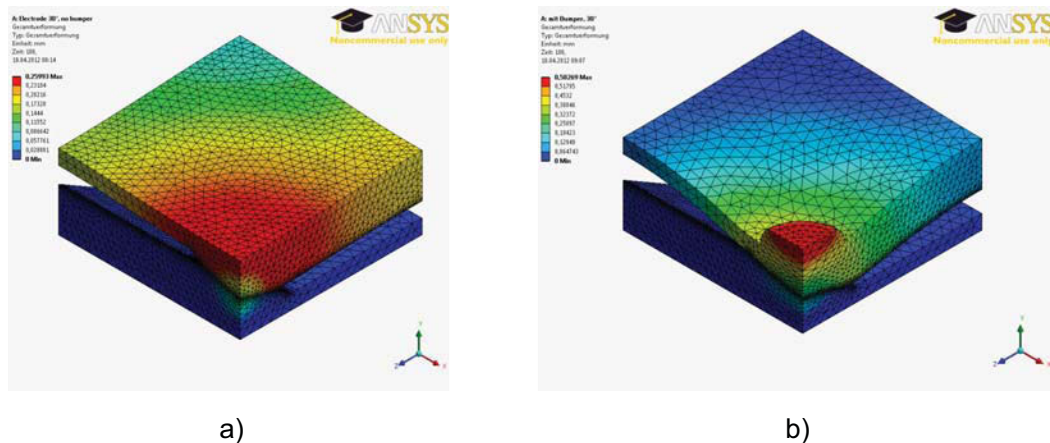 A: Electrode 30°, no bumper
Gesamtverformung
Typ: Gesamtverformung
Einheit: mm
Zeit: 100,
18.04.2012 09:14
0,25993 Max
0,23104
0,20216
0,17328
0,1444
0,11552
0,086642
0,057761
0,028881
0 Min
ANSYS
Noncommercial use only
Y
Z
X
A: mit Bumper, 30°
Gesamtverformung
Typ: Gesamtverformung
Einheit: mm
Zeit: 100,
18.04.2012 09:07
0,58269 Max
0,51795
0,4532
0,38846
0,32372
0,25897
0,19423
0,12949
0,064743
0 Min
ANSYS
Noncommercial use only
Y
Z
X
a)
b)